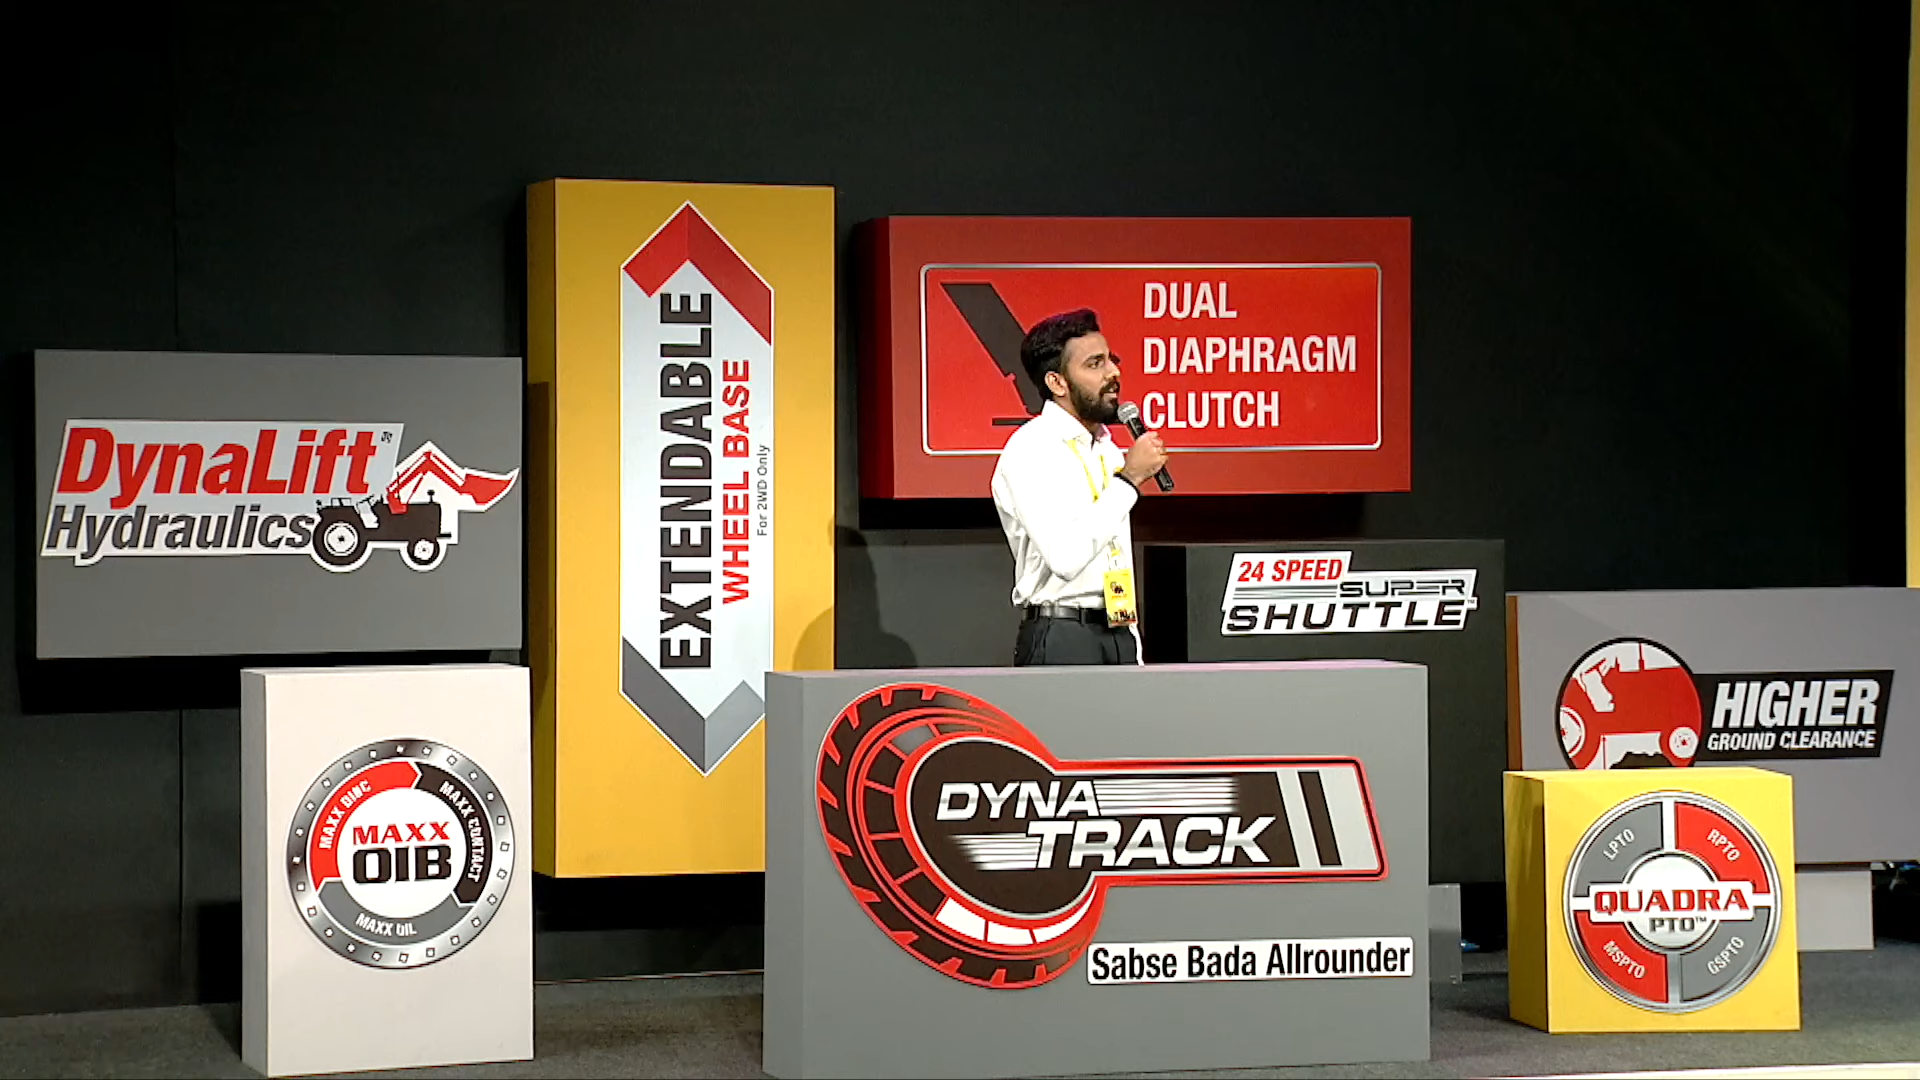 DynaLift
Hydraulics
EXTENDABLE
WHEEL BASE
For 2WD Only
DUAL
DIAPHRAGM
CLUTCH
24 SPEED
SUPER
SHUTTLE
HIGHER
GROUND CLEARANCE
MAXX DISC
MAXX CONTACT
MAXX
OIB
MAXX OIL
DYNA
TRACK
Sabse Bada Allrounder
LPTO
RPTO
QUADRA
PTO™
MSPTO
GSPTO